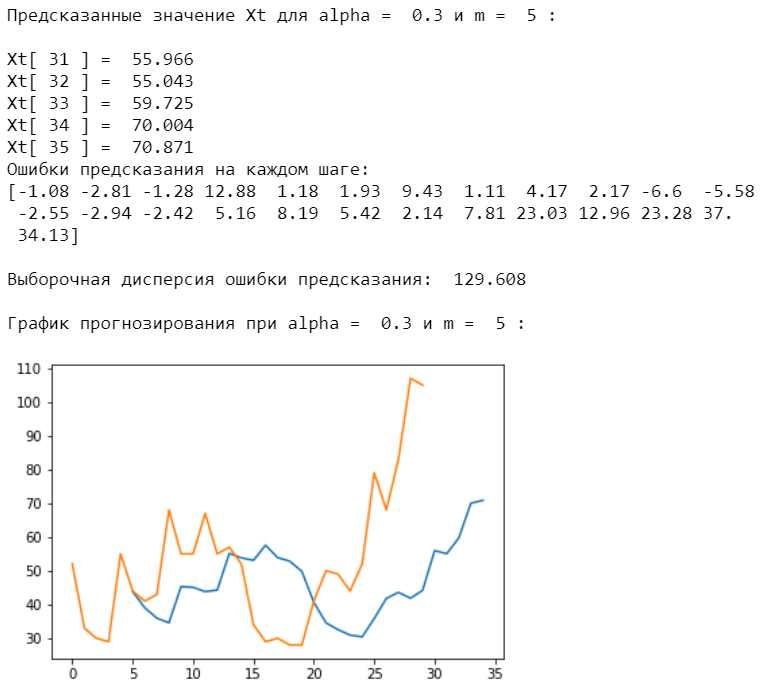 Предсказанные значение Xt для alpha =  0.3 и m =  5 :
Xt[ 31 ] =  55.966
Xt[ 32 ] =  55.043
Xt[ 33 ] =  59.725
Xt[ 34 ] =  70.004
Xt[ 35 ] =  70.871
Ошибки предсказания на каждом шаге:
[-1.08 -2.81 -1.28 12.88  1.18  1.93  9.43  1.11  4.17  2.17 -6.6  -5.58
-2.55 -2.94 -2.42  5.16  8.19  5.42  2.14  7.81 23.03 12.96 23.28 37.
34.13]
Выборочная дисперсия ошибки предсказания:  129.608
График прогнозирования при alpha =  0.3 и m =  5 :
110
100
90
80
70
60
50
40
30
0 5 10 15 20 25 30 35